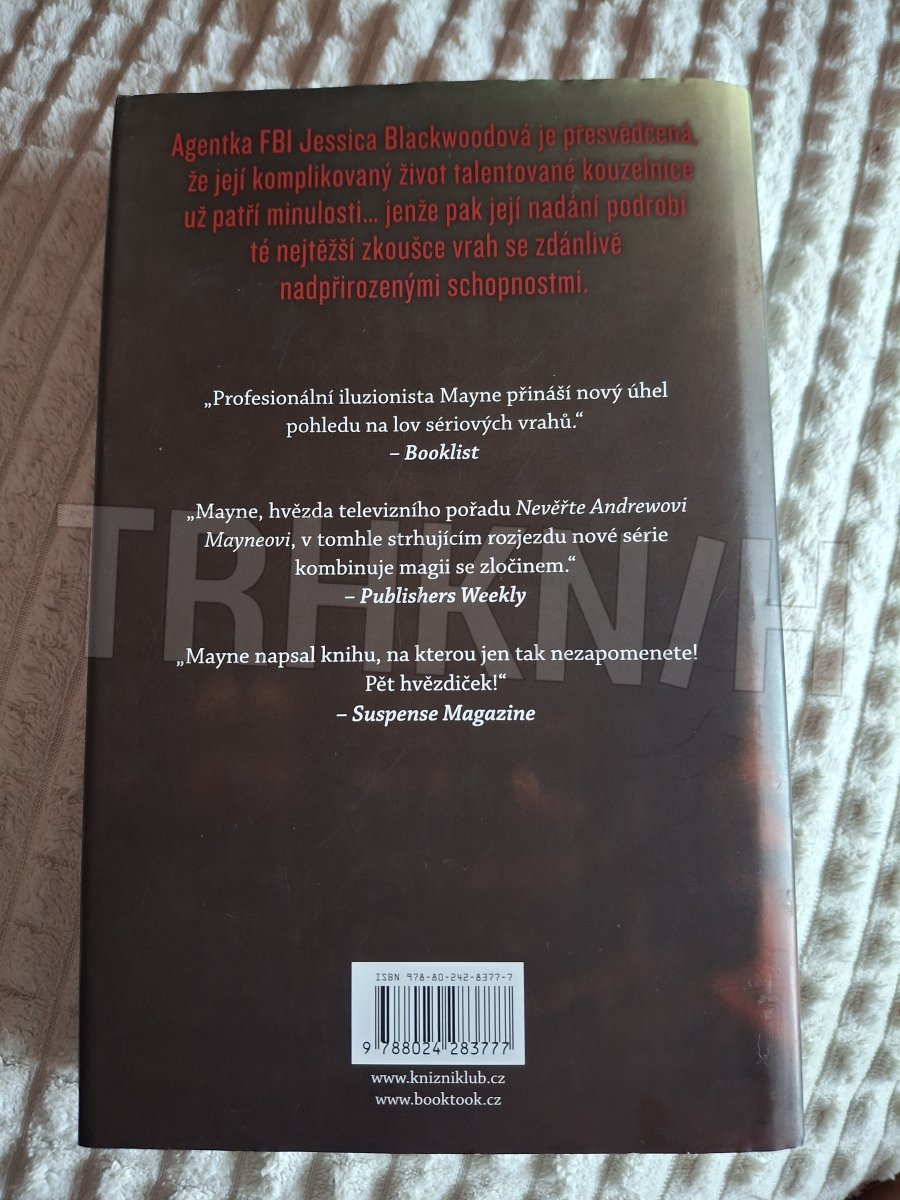 Agentka FBI Jessica Blackwoodová je přesvědčená,
že její komplikovaný život talentované kouzelnice
už patří minulosti... jenže pak její nadání podrobí
té nejtěžší zkoušce vrah se zdánlivě
nadpřirozenými schopnostmi.
„Profesionální iluzionista Mayne přináší nový úhel
pohledu na lov sériových vrahů.“
– Booklist
„Mayne, hvězda televizního pořadu Nevěřte Andrewovi
Mayneovi, v tomhle strhujícím rozjezdu nové série
kombinuje magii se zločinem.“
– Publishers Weekly
TRHKNIH
„Mayne napsal knihu, na kterou jen tak nezapomenete!
Pět hvězdiček!“
– Suspense Magazine
ISBN 978-80-242-8377-7
9 788024 283777
www.knizniklub.cz
www.booktook.cz